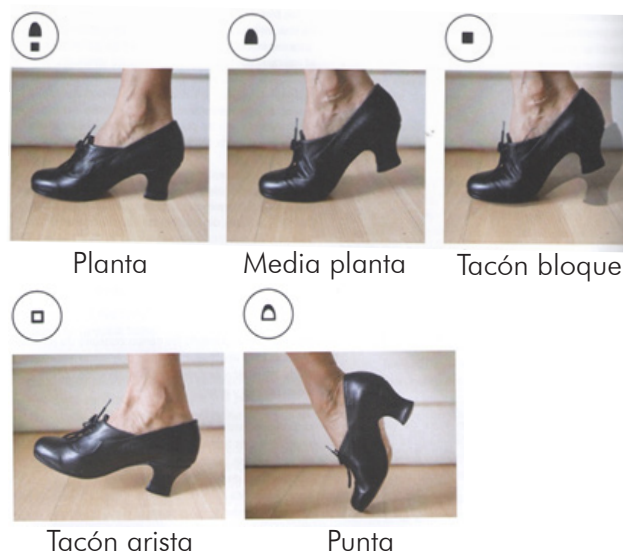 Planta
Media planta
Tacón bloque
Tacón arista
Punta